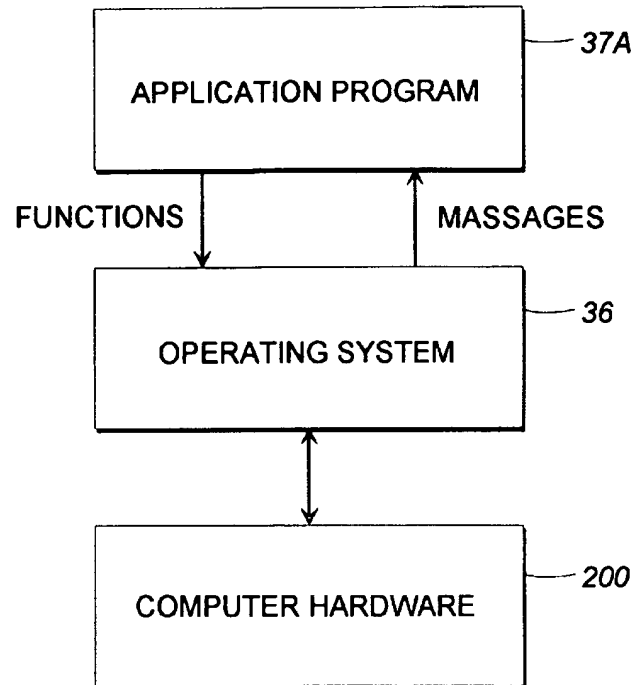 37A
APPLICATION PROGRAM
FUNCTIONS
MASSAGES
36
OPERATING SYSTEM
200
COMPUTER HARDWARE